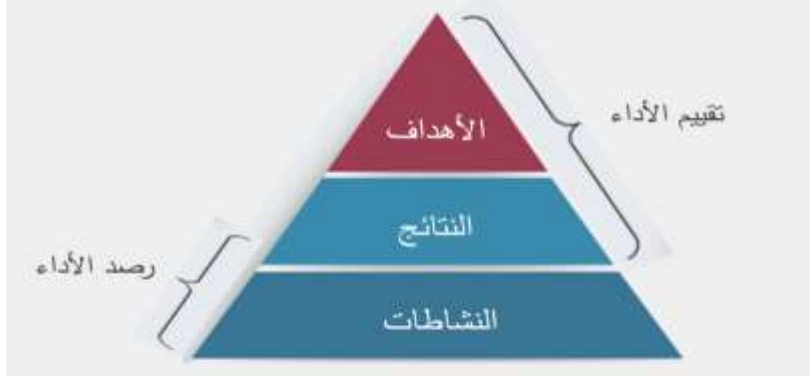 تقييم الأداء
الأهداف
النتائج
رصد الأداء
النشاطات